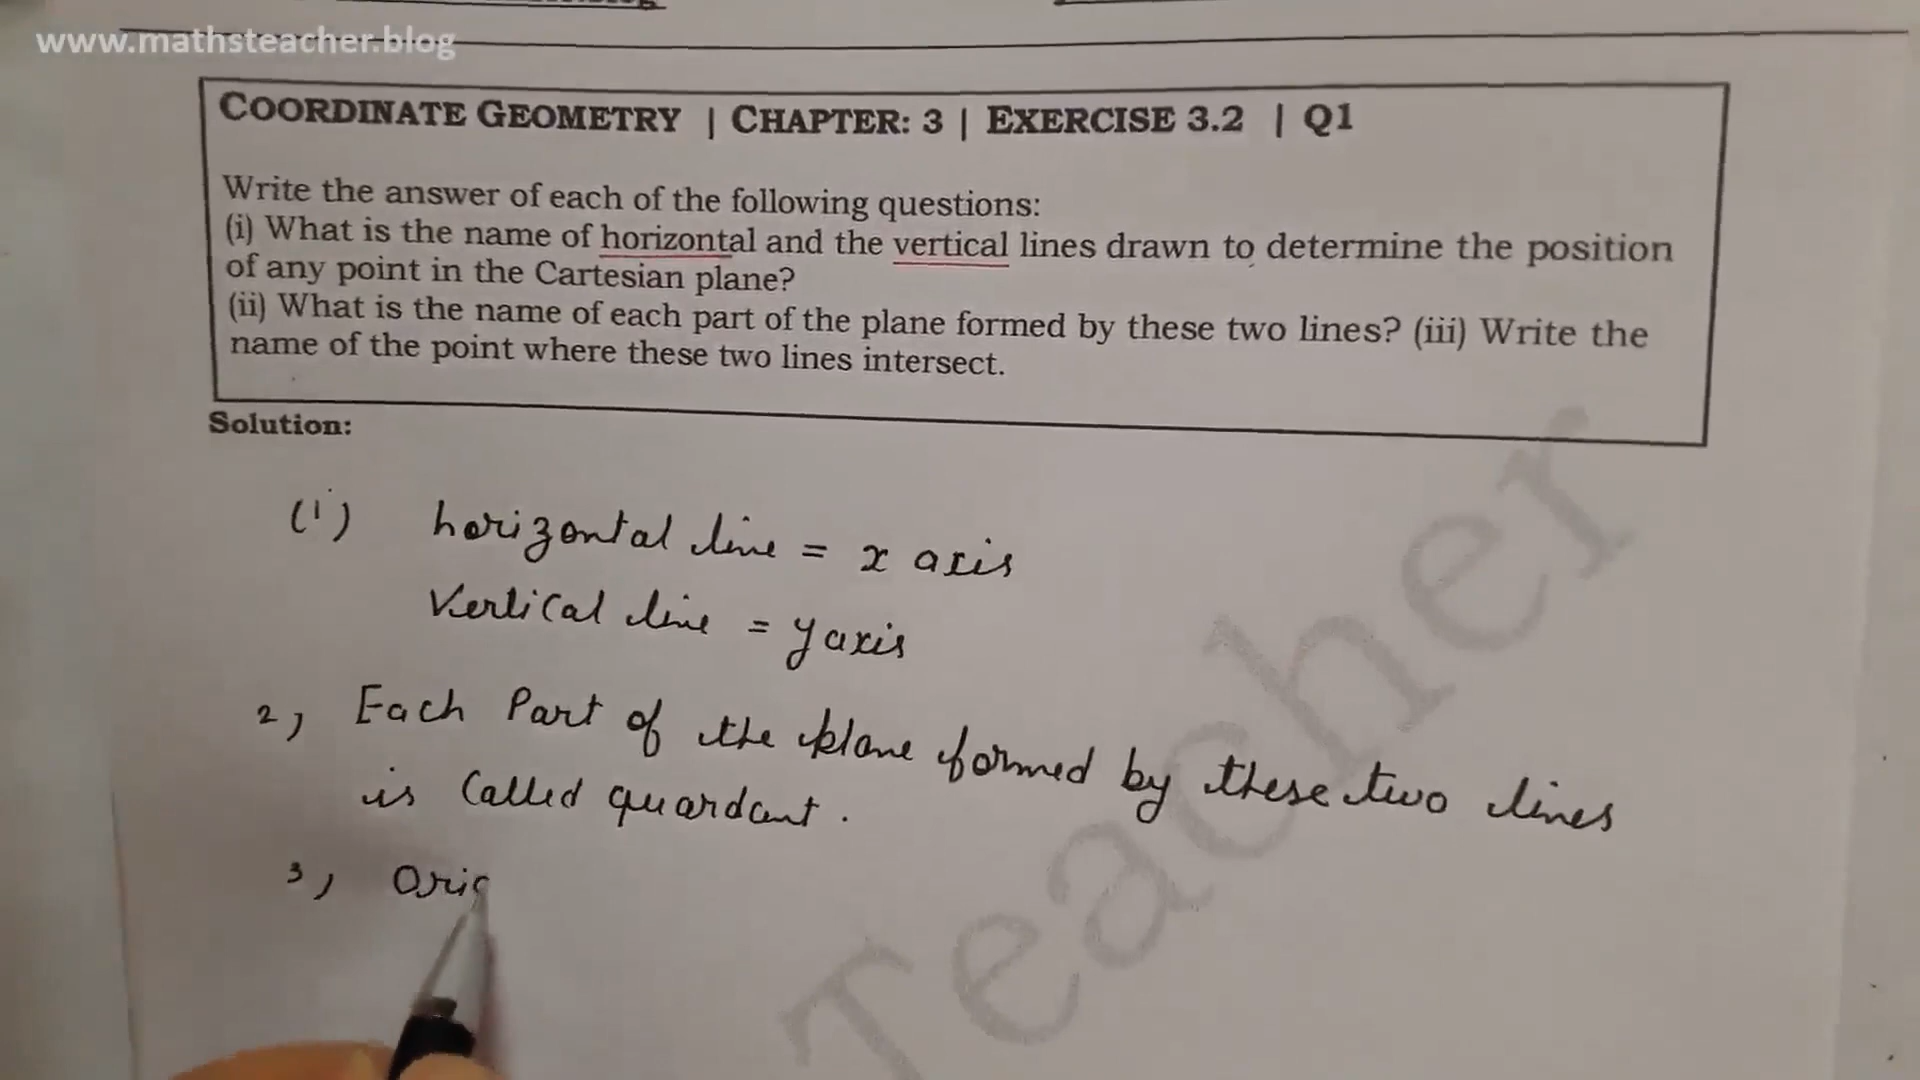 www.mathsteacher.blog
COORDINATE GEOMETRY | CHAPTER: 3 | EXERCISE 3.2 | Q1
Write the answer of each of the following questions:
(i) What is the name of horizontal and the vertical lines drawn to determine the position
of any point in the Cartesian plane?
(ii) What is the name of each part of the plane formed by these two lines? (iii) Write the
name of the point where these two lines intersect.
Solution:
(i) horizontal line = x axis
Vertical line = y axis
2, Each Part of the plane formed by these two lines
is Called quardant.
3, Orig
Teacher